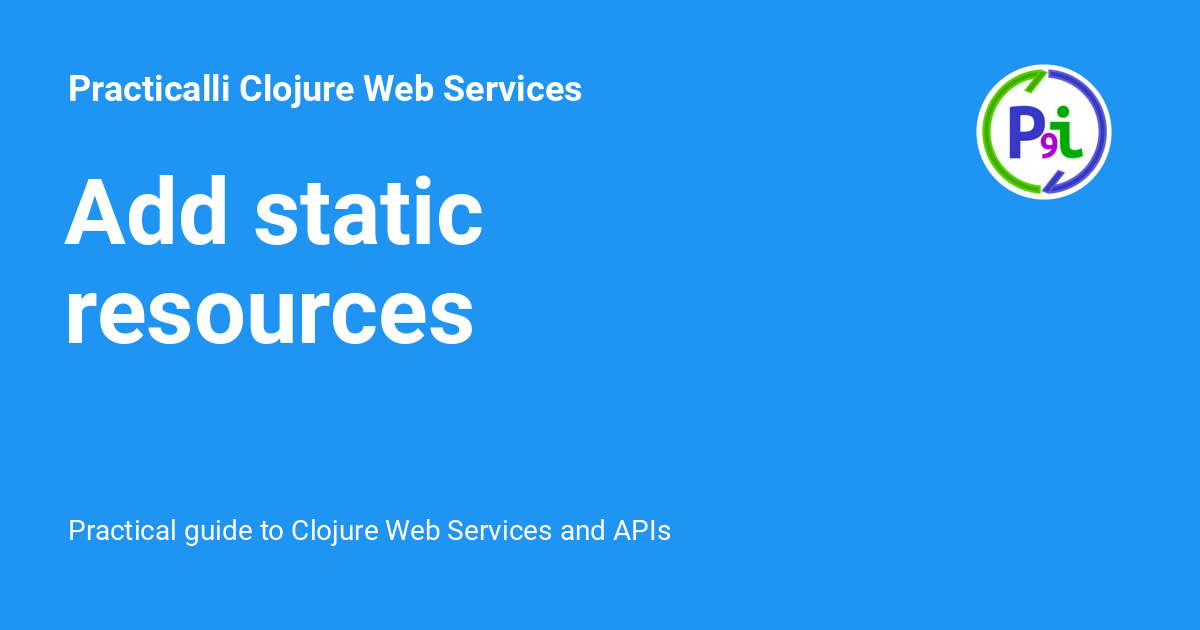 Practicalli Clojure Web Services
P9i
Add static
resources
Practical guide to Clojure Web Services and APIs